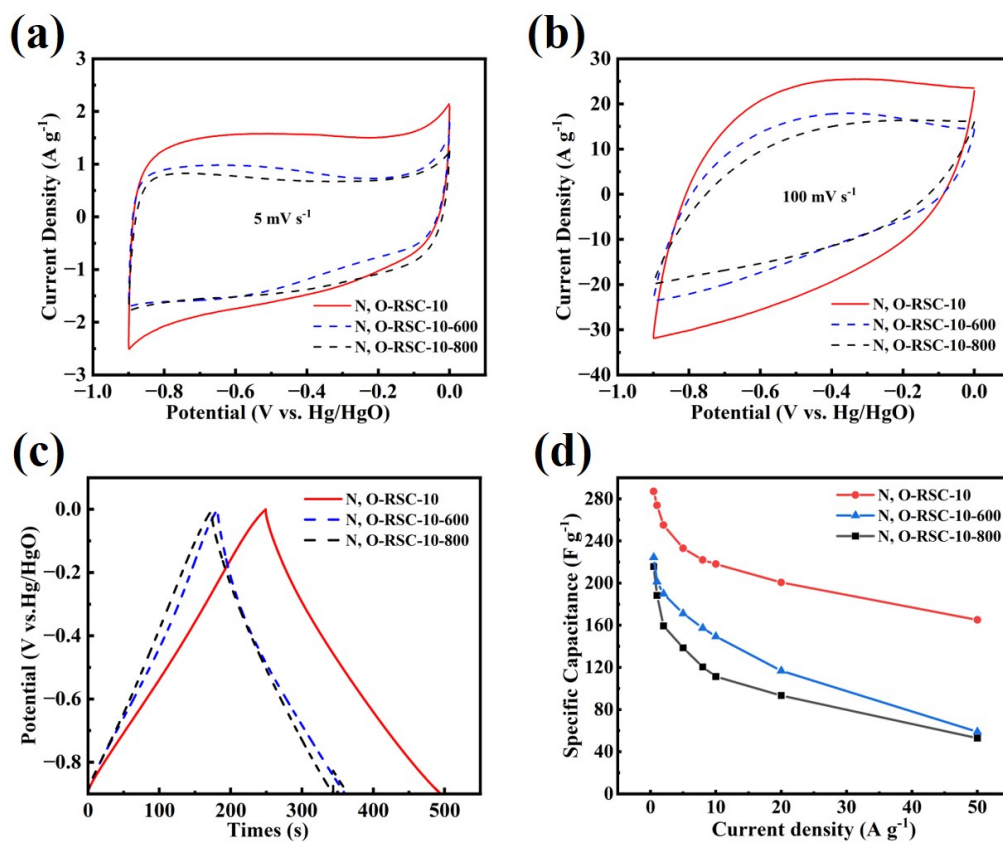 (a)
Current Density (A g⁻¹)
3
2
1
0
−1
−2
−3
5 mV s⁻¹
N, O-RSC-10
N, O-RSC-10-600
N, O-RSC-10-800
−1.0 −0.8 −0.6 −0.4 −0.2 0.0
Potential (V vs. Hg/HgO)
(b)
Current Density (A g⁻¹)
30
20
10
0
−10
−20
−30
−40
100 mV s⁻¹
N, O-RSC-10
N, O-RSC-10-600
N, O-RSC-10-800
−1.0 −0.8 −0.6 −0.4 −0.2 0.0
Potential (V vs. Hg/HgO)
(c)
Potential (V vs.Hg/HgO)
0.0
−0.2
−0.4
−0.6
−0.8
N, O-RSC-10
N, O-RSC-10-600
N, O-RSC-10-800
0 100 200 300 400 500
Times (s)
(d)
Specific Capacitance (F g⁻¹)
280
240
200
160
120
80
40
0
N, O-RSC-10
N, O-RSC-10-600
N, O-RSC-10-800
0 10 20 30 40 50
Current density (A g⁻¹)